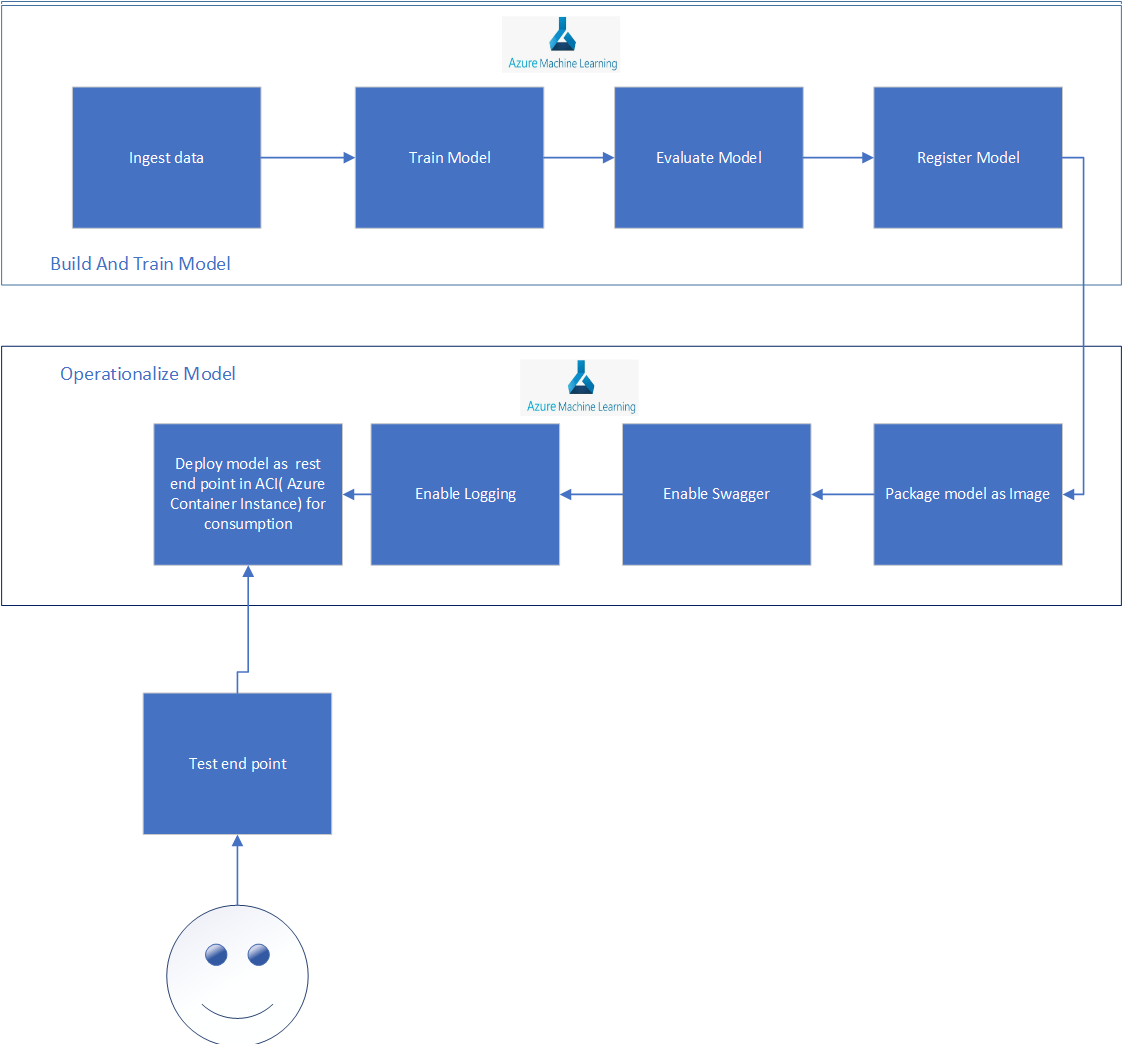 Azure Machine Learning
Ingest data
Train Model
Evaluate Model
Register Model
Build And Train Model
Operationalize Model
Azure Machine Learning
Deploy model as rest
end point in ACI( Azure
Container Instance) for
consumption
Enable Logging
Enable Swagger
Package model as Image
Test end point